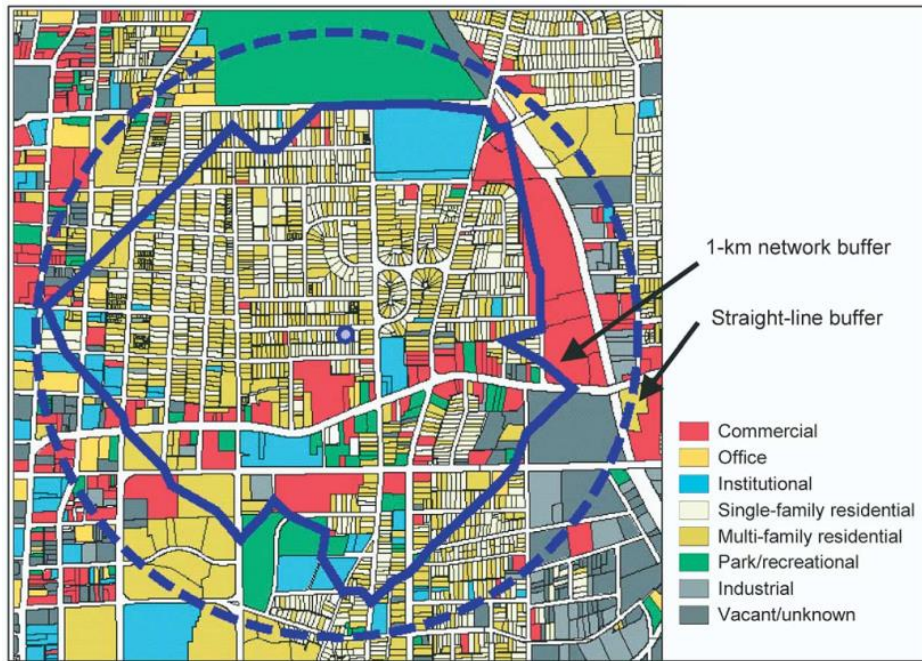 1-km network buffer
Straight-line buffer
Commercial
Office
Institutional
Single-family residential
Multi-family residential
Park/recreational
Industrial
Vacant/unknown